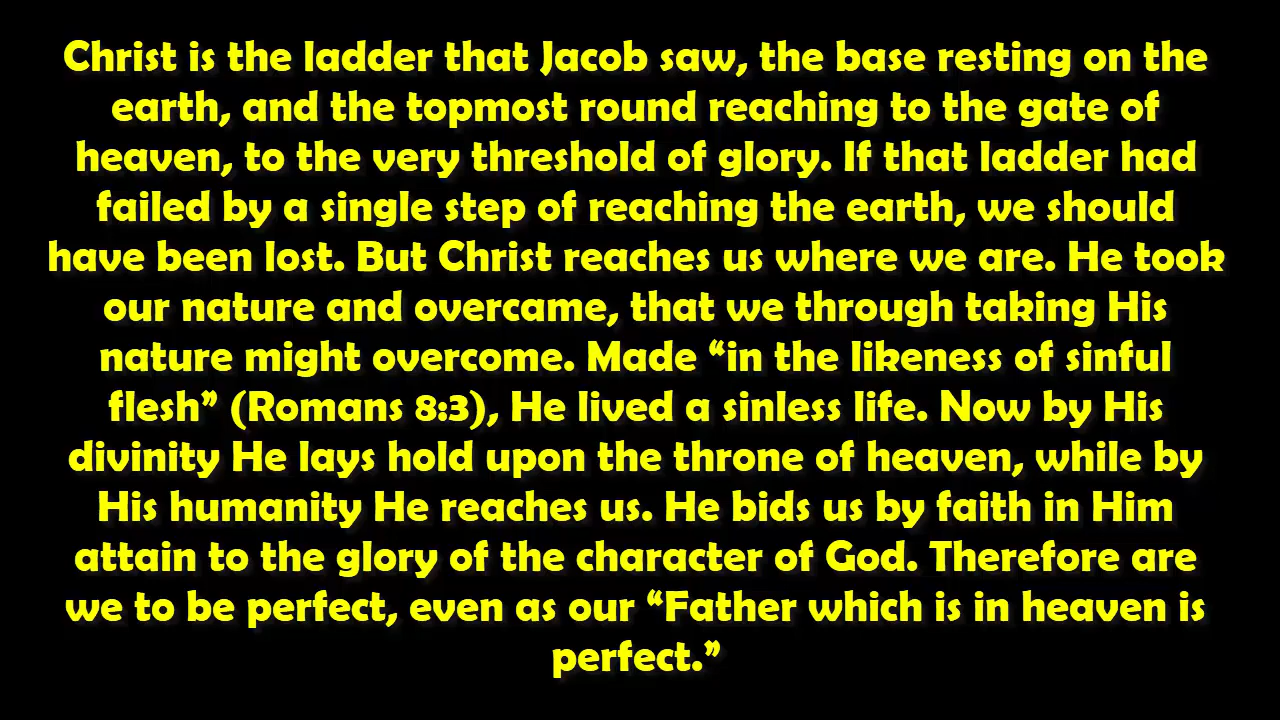 Christ is the ladder that Jacob saw, the base resting on the
earth, and the topmost round reaching to the gate of
heaven, to the very threshold of glory. If that ladder had
failed by a single step of reaching the earth, we should
have been lost. But Christ reaches us where we are. He took
our nature and overcame, that we through taking His
nature might overcome. Made “in the likeness of sinful
flesh” (Romans 8:3), He lived a sinless life. Now by His
divinity He lays hold upon the throne of heaven, while by
His humanity He reaches us. He bids us by faith in Him
attain to the glory of the character of God. Therefore are
we to be perfect, even as our “Father which is in heaven is
perfect.”